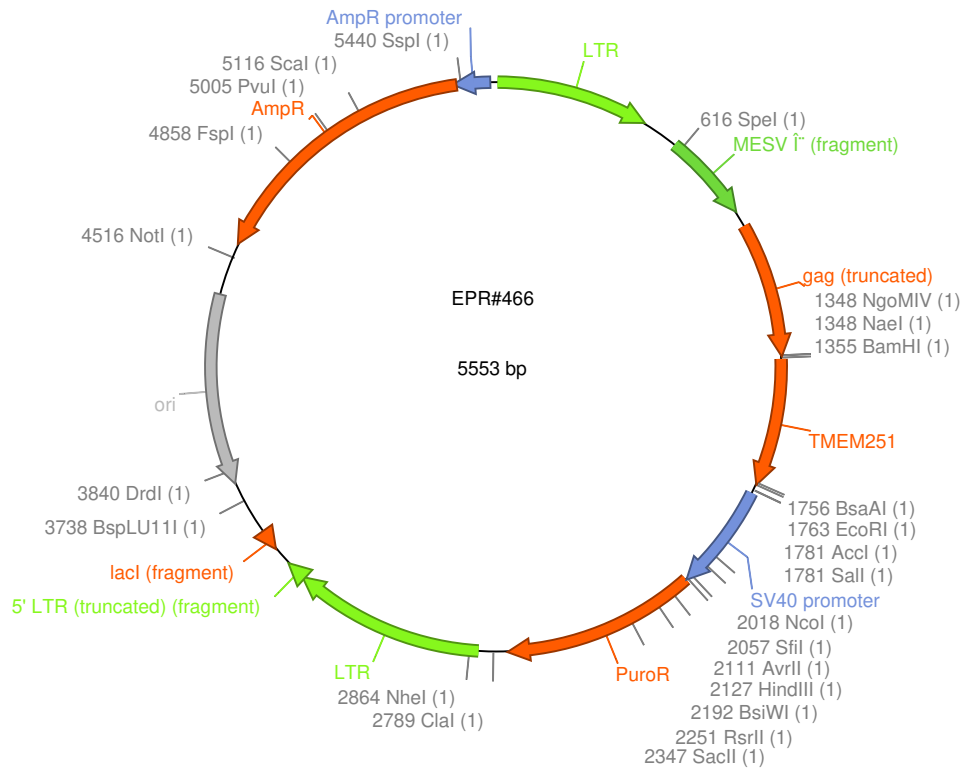 AmpR promoter
5440 SspI (1)
LTR
5116 ScaI (1)
5005 PvuI (1)
AmpR
4858 FspI (1)
616 SpeI (1)
MESV Î¨ (fragment)
4516 NotI (1)
EPR#466
5553 bp
gag (truncated)
1348 NgoMIV (1)
1348 NaeI (1)
1355 BamHI (1)
ori
TMEM251
3840 DrdI (1)
3738 BspLU11I (1)
1756 BsaAI (1)
1763 EcoRI (1)
1781 AccI (1)
1781 SalI (1)
lacI (fragment)
5' LTR (truncated) (fragment)
SV40 promoter
2018 NcoI (1)
2057 SfiI (1)
2111 AvrII (1)
2127 HindIII (1)
2192 BsiWI (1)
2251 RsrII (1)
2347 SacII (1)
PuroR
LTR
2864 NheI (1)
2789 ClaI (1)